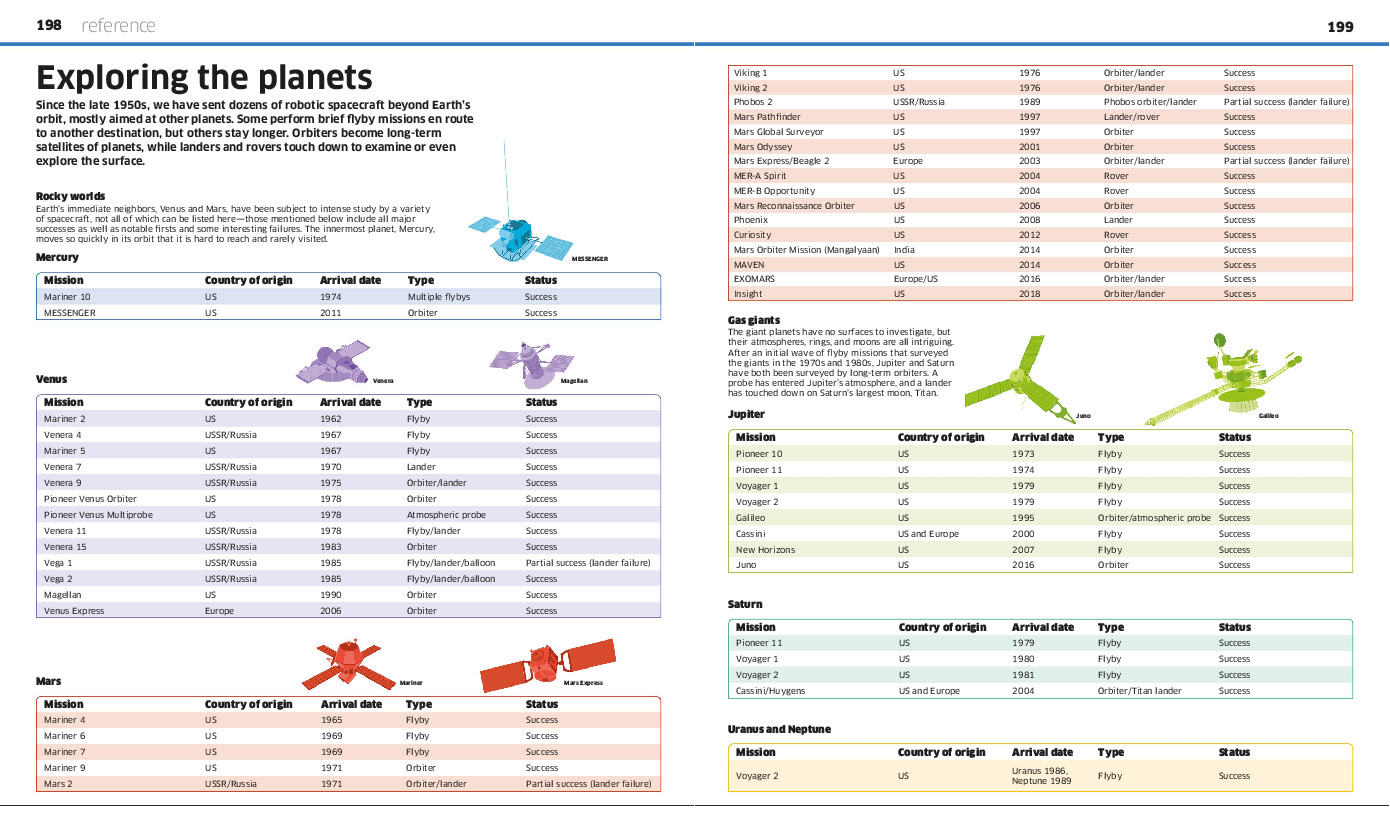 198 reference
Exploring the planets
Since the late 1950s, we have sent dozens of robotic spacecraft beyond Earth's
orbit, mostly aimed at other planets. Some perform brief flyby missions en route
to another destination, but others stay longer. Orbiters become long-term
satellites of planets, while landers and rovers touch down to examine or even
explore the surface.
Rocky worlds
Earth's immediate neighbors, Venus and Mars, have been subject to intense study by a variety
of spacecraft, not all of which can be listed here—those mentioned below include all major
successes as well as notable firsts and some interesting failures. The innermost planet, Mercury,
moves so quickly in its orbit that it is hard to reach and rarely visited.
MESSENGER
Mercury
Mission Country of origin Arrival date Type Status
Mariner 10 US 1974 Multiple flybys Success
MESSENGER US 2011 Orbiter Success
Venera
Magellan
Venus
Mission Country of origin Arrival date Type Status
Mariner 2 US 1962 Flyby Success
Venera 4 USSR/Russia 1967 Flyby Success
Mariner 5 US 1967 Flyby Success
Venera 7 USSR/Russia 1970 Lander Success
Venera 9 USSR/Russia 1975 Orbiter/lander Success
Pioneer Venus Orbiter US 1978 Orbiter Success
Pioneer Venus Multiprobe US 1978 Atmospheric probe Success
Venera 11 USSR/Russia 1978 Flyby/lander Success
Venera 15 USSR/Russia 1983 Orbiter Success
Vega 1 USSR/Russia 1985 Flyby/lander/balloon Partial success (lander failure)
Vega 2 USSR/Russia 1985 Flyby/lander/balloon Success
Magellan US 1990 Orbiter Success
Venus Express Europe 2006 Orbiter Success
Mariner
Mars Express
Mars
Mission Country of origin Arrival date Type Status
Mariner 4 US 1965 Flyby Success
Mariner 6 US 1969 Flyby Success
Mariner 7 US 1969 Flyby Success
Mariner 9 US 1971 Orbiter Success
Mars 2 USSR/Russia 1971 Orbiter/lander Partial success (lander failure)
199
Viking 1 US 1976 Orbiter/lander Success
Viking 2 US 1976 Orbiter/lander Success
Phobos 2 USSR/Russia 1989 Phobos orbiter/lander Partial success (lander failure)
Mars Pathfinder US 1997 Lander/rover Success
Mars Global Surveyor US 1997 Orbiter Success
Mars Odyssey US 2001 Orbiter Success
Mars Express/Beagle 2 Europe 2003 Orbiter/lander Partial success (lander failure)
MER-A Spirit US 2004 Rover Success
MER-B Opportunity US 2004 Rover Success
Mars Reconnaissance Orbiter US 2006 Orbiter Success
Phoenix US 2008 Lander Success
Curiosity US 2012 Rover Success
Mars Orbiter Mission (Mangalyaan) India 2014 Orbiter Success
MAVEN US 2014 Orbiter Success
EXOMARS Europe/US 2016 Orbiter/lander Success
Insight US 2018 Orbiter/lander Success
Gas giants
The giant planets have no surfaces to investigate, but
their atmospheres, rings, and moons are all intriguing.
After an initial wave of flyby missions that surveyed
the giants in the 1970s and 1980s, Jupiter and Saturn
have both been surveyed by long-term orbiters. A
probe has entered Jupiter's atmosphere, and a lander
has touched down on Saturn's largest moon, Titan.
Juno
Galileo
Jupiter
Mission Country of origin Arrival date Type Status
Pioneer 10 US 1973 Flyby Success
Pioneer 11 US 1974 Flyby Success
Voyager 1 US 1979 Flyby Success
Voyager 2 US 1979 Flyby Success
Galileo US 1995 Orbiter/atmospheric probe Success
Cassini US and Europe 2000 Flyby Success
New Horizons US 2007 Flyby Success
Juno US 2016 Orbiter Success
Saturn
Mission Country of origin Arrival date Type Status
Pioneer 11 US 1979 Flyby Success
Voyager 1 US 1980 Flyby Success
Voyager 2 US 1981 Flyby Success
Cassini/Huygens US and Europe 2004 Orbiter/Titan lander Success
Uranus and Neptune
Mission Country of origin Arrival date Type Status
Voyager 2 US Uranus 1986, Flyby Success
Neptune 1989